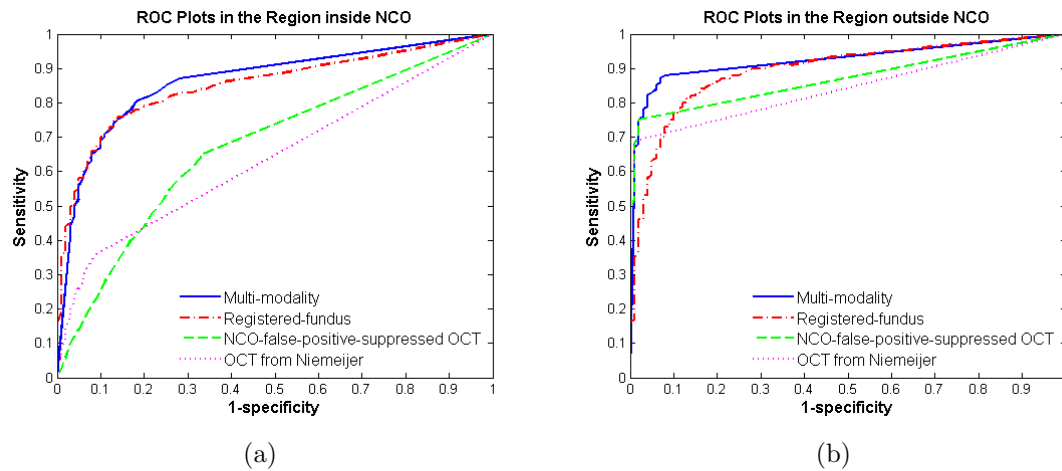 ROC Plots in the Region inside NCO
1
0.9
0.8
0.7
0.6
0.5
0.4
0.3
0.2
0.1
0
Sensitivity
Multi-modality
Registered-fundus
NCO-false-positive-suppressed OCT
OCT from Niemeijer
0 0.1 0.2 0.3 0.4 0.5 0.6 0.7 0.8 0.9 1
1-specificity
(a)
ROC Plots in the Region outside NCO
1
0.9
0.8
0.7
0.6
0.5
0.4
0.3
0.2
0.1
0
Sensitivity
Multi-modality
Registered-fundus
NCO-false-positive-suppressed OCT
OCT from Niemeijer
0 0.1 0.2 0.3 0.4 0.5 0.6 0.7 0.8 0.9
1-specificity
(b)